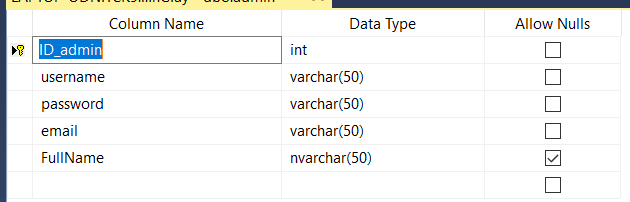 Column Name Data Type Allow Nulls
ID_admin int
username varchar(50)
password varchar(50)
email varchar(50)
FullName nvarchar(50)